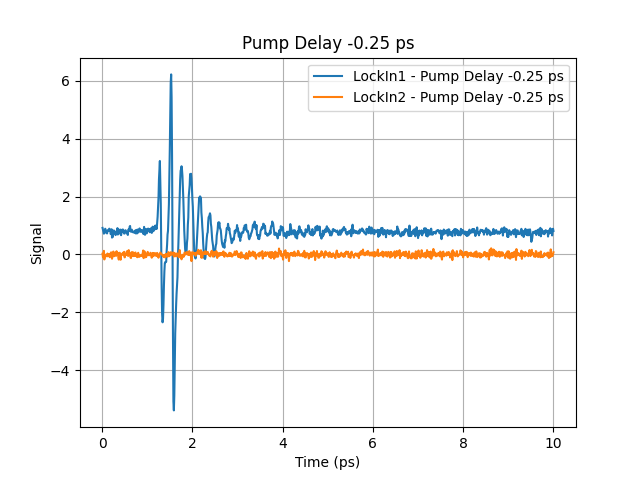 Pump Delay -0.25 ps
LockIn1 - Pump Delay -0.25 ps
LockIn2 - Pump Delay -0.25 ps
Signal
6
4
2
0
−2
−4
0
2
4
6
8
10
Time (ps)